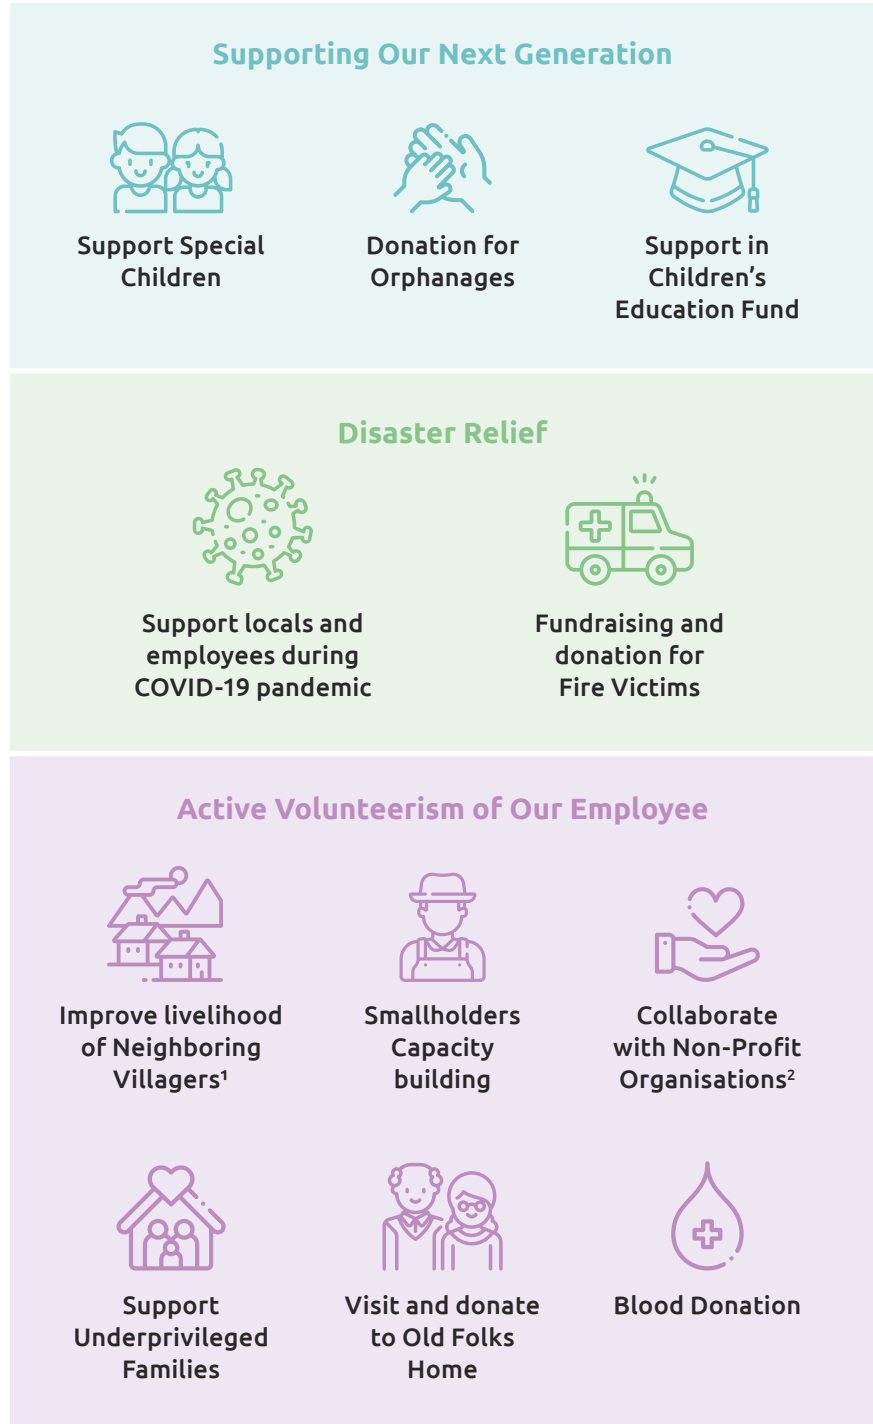 Supporting Our Next Generation
Support Special
Children
Donation for
Orphanages
Support in
Children's
Education Fund
Disaster Relief
Support locals and
employees during
COVID-19 pandemic
Fundraising and
donation for
Fire Victims
Active Volunteerism of Our Employee
Improve livelihood
of Neighboring
Villagers¹
Smallholders
Capacity
building
Collaborate
with Non-Profit
Organisations²
Support
Underprivileged
Families
Visit and donate
to Old Folks
Home
Blood Donation